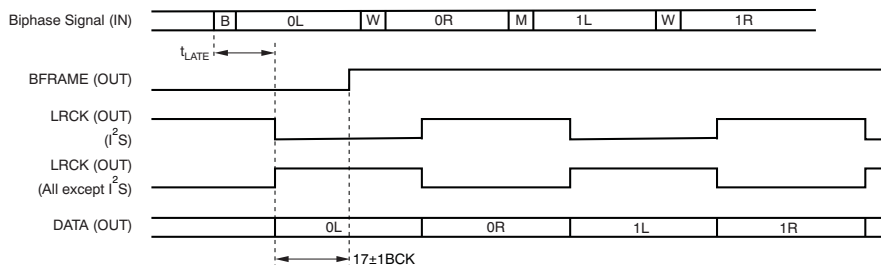 Biphase Signal (IN) B 0L W 0R M 1L W 1R
tLATE
BFRAME (OUT)
LRCK (OUT)
(I²S)
LRCK (OUT)
(All except I²S)
DATA (OUT) 0L 0R 1L 1R
17±1BCK